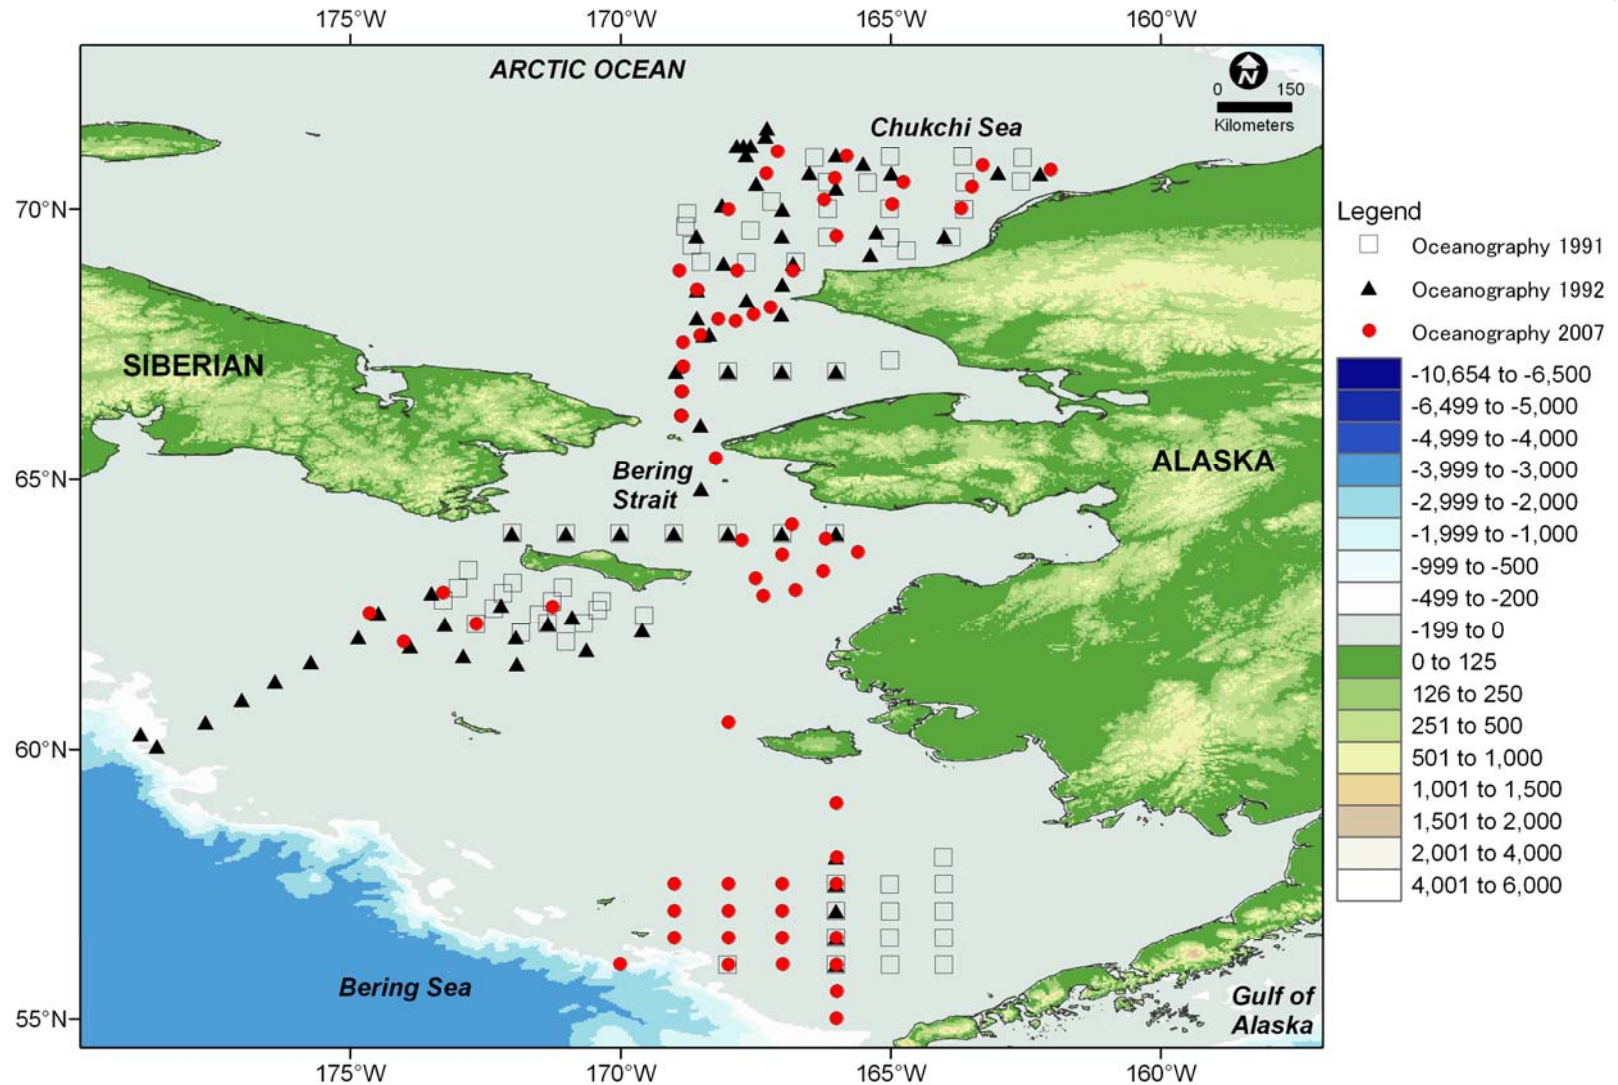 175°W 170°W 165°W 160°W
ARCTIC OCEAN
N
0 150
Kilometers
Chukchi Sea
70°N
Legend
Oceanography 1991
Oceanography 1992
Oceanography 2007
SIBERIAN
-10,654 to -6,500
-6,499 to -5,000
-4,999 to -4,000
ALASKA
Bering
Strait
65°N
-3,999 to -3,000
-2,999 to -2,000
-1,999 to -1,000
-999 to -500
-499 to -200
-199 to 0
0 to 125
126 to 250
251 to 500
60°N
501 to 1,000
1,001 to 1,500
1,501 to 2,000
2,001 to 4,000
4,001 to 6,000
Bering Sea
Gulf of
Alaska
55°N
175°W 170°W 165°W 160°W